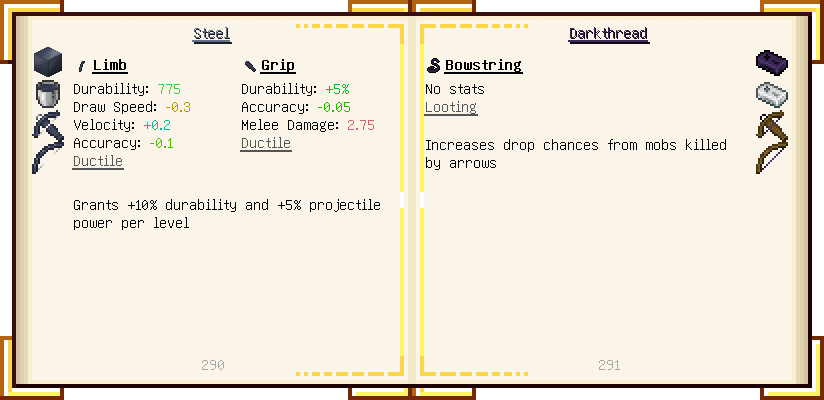 Steel
Limb
Durability: 775
Draw Speed: -0.3
Velocity: +0.2
Accuracy: -0.1
Ductile
Grip
Durability: +5%
Accuracy: -0.05
Melee Damage: 2.75
Ductile
Grants +10% durability and +5% projectile
power per level
290
Darkthread
Bowstring
No stats
Looting
Increases drop chances from mobs killed
by arrows
291